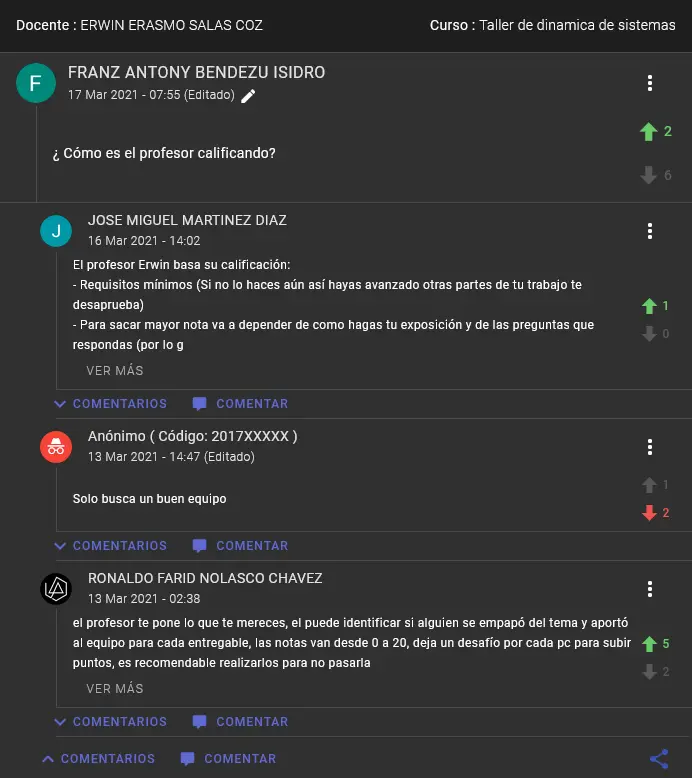 Docente : ERWIN ERASMO SALAS COZ
Curso : Taller de dinamica de sistemas
F
FRANZ ANTONY BENDEZU ISIDRO
17 Mar 2021 - 07:55 (Editado)
2
¿ Cómo es el profesor calificando?
6
J
JOSE MIGUEL MARTINEZ DIAZ
16 Mar 2021 - 14:02
El profesor Erwin basa su calificación:
- Requisitos mínimos (Si no lo haces aún así hayas avanzado otras partes de tu trabajo te
desaprueba)
1
- Para sacar mayor nota va a depender de como hagas tu exposición y de las preguntas que
0
respondas (por lo g
VER MÁS
COMENTARIOS COMENTAR
Anónimo ( Código: 2017XXXXX )
13 Mar 2021 - 14:47 (Editado)
1
Solo busca un buen equipo
2
COMENTARIOS COMENTAR
RONALDO FARID NOLASCO CHAVEZ
13 Mar 2021 - 02:38
el profesor te pone lo que te mereces, el puede identificar si alguien se empapó del tema y aportó
al equipo para cada entregable, las notas van desde 0 a 20, deja un desafío por cada pc para subir
5
puntos, es recomendable realizarlos para no pasarla
2
VER MÁS
COMENTARIOS COMENTAR
COMENTARIOS COMENTAR